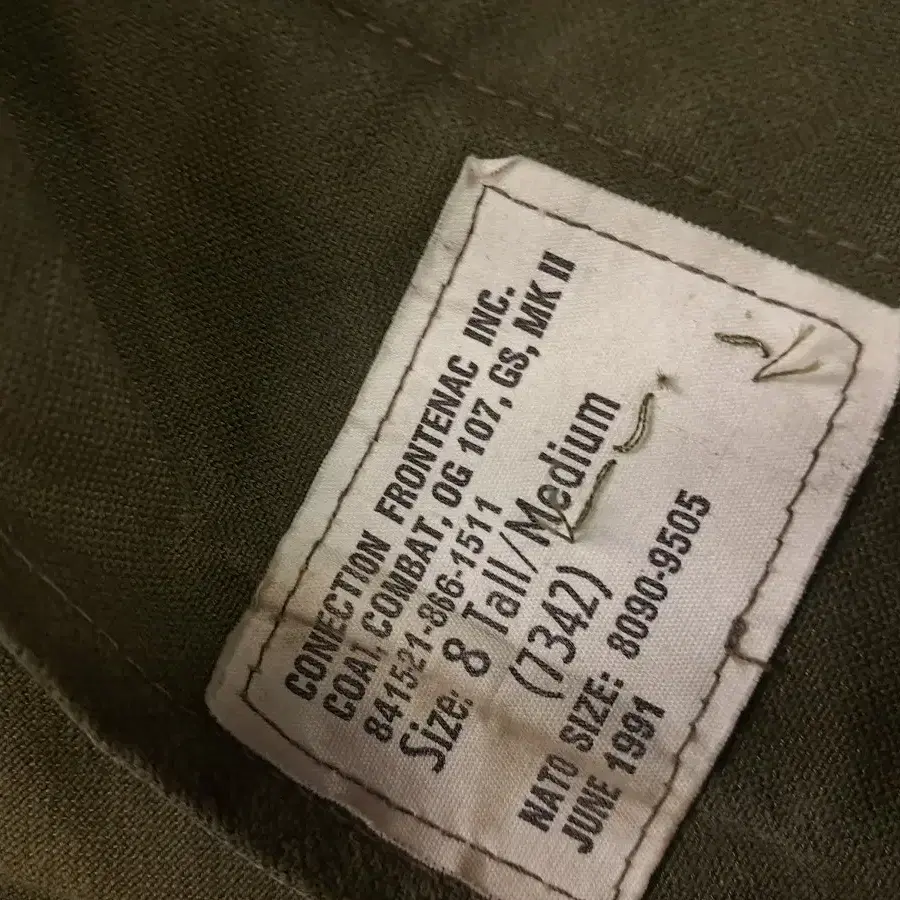 CONFECTION FRONTENAC INC.
COAT, COMBAT, OG 107, GS, MK II
841521-866-1511
Size: 8 Tall/Medium
(7342)
NATO SIZE: 8090-9505
JUNE 1991